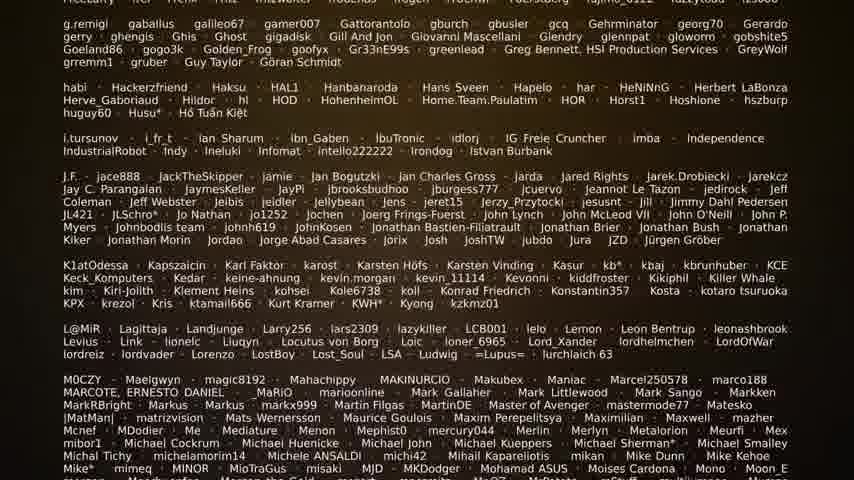 g.remigl · gaballus · galileo67 · gamer007 · Gattorantolo · gburch · gbusier · gcq · Gehrminator · georg70 · Gerardo
gerry · ghengis · Ghis · Ghost · gigadisk · Gill And Jon · Giovanni Mascellani · Glendry · glennpat · gloworm · gobshite5
Goeland86 · gogo3k · Golden_Frog · goofyx · Gr33nE99s · greenlead · Greg Bennett, HSI Production Services · GreyWolf
grremm1 · gruber · Guy Taylor · Göran Schmidt
habi · Hackerzfriend · Haksu · HAL1 · Hanbanaroda · Hans Sveen · Hapelo · har · HeNiNnG · Herbert LaBonza
Herve_Gaboriaud · Hildor · hl · HOD · HohenheimOL · Home.Team.Paulatim · HOR · Horst1 · Hoshione · hszburp
huguy60 · Husu* · Hồ Tuấn Kiệt
i.tursunov · i_fr_t · Ian Sharum · ibn_Gaben · IbuTronic · idlorj · IG Freie Cruncher · imba · Independence
IndustrialRobot · Indy · Ineluki · Infomat · intello222222 · Irondog · Istvan Burbank
J.F. · jace888 · JackTheSkipper · jamie · Jan Bogutzki · Jan Charles Gross · Jarda · Jared Rights · Jarek.Drobiecki · Jarekcz
Jay C. Parangalan · JaymesKeller · JayPi · jbrooksbudhoo · jburgess777 · jcuervo · Jeannot Le Tazon · jedirock · Jeff
Coleman · Jeff Webster · Jeibis · jeidler · Jellybean · Jens · jeret15 · Jerzy_Przytocki · jesusnt · Jill · Jimmy Dahl Pedersen
JL421 · JLSchro* · Jo Nathan · jo1252 · Jochen · Joerg Frings-Fuerst · John Lynch · John McLeod VII · John O'Neill · John P.
Myers · Johnbodlis team · johnh619 · JohnKosen · Jonathan Bastien-Filiatrault · Jonathan Brier · Jonathan Bush · Jonathan
Kiker · Jonathan Morin · Jordao · Jorge Abad Casares · Jorix · Josh · JoshTW · jubdo · Jura · JZD · Jürgen Gröber
K1atOdessa · Kapszaicin · Karl Faktor · karost · Karsten Höfs · Karsten Vinding · Kasur · kb* · kbaj · kbrunhuber · KCE
Keck_Komputers · Kedar · keine-ahnung · kevin.morgan · kevin_11114 · Kevonni · kiddfroster · Kikiphil · Killer Whale
kim · Kiri-Jolith · Klement Heins · kohsei · Kole6738 · koll · Konrad Friedrich · Konstantin357 · Kosta · kotaro tsuruoka
KPX · krezol · Kris · ktamail666 · Kurt Kramer · KWH* · Kyong · kzkmz01
L@MiR · Lagittaja · Landjunge · Larry256 · lars2309 · lazykiller · LCB001 · lelo · Lemon · Leon Bentrup · leonashbrook
Levius · Link · lionelc · Liuqyn · Locutus von Borg · Loic · loner_6965 · Lord_Xander · lordhelmchen · LordOfWar
lordreiz · lordvader · Lorenzo · LostBoy · Lost_Soul · LSA · Ludwig · =Lupus= · lurchlaich 63
M0CZY · Maelgwyn · magic8192 · Mahachippy · MAKINURCIO · Makubex · Maniac · Marcel250578 · marco188
MARCOTE, ERNESTO DANIEL · _MaRiO · marioonline · Mark Gallaher · Mark Littlewood · Mark Sango · Markken
MarkRBright · Markus · Markus · markx999 · Martin Filgas · MartinDE · Master of Avenger · mastermode77 · Matesko
|MatMan| · matrizvision · Mats Wernersson · Maurice Goulois · Maxim Perepelitsya · Maximilian · Maxwell · mazher
Mcnef · MDodier · Me · Mediature · Menon · Mephist0 · mercury044 · Merlin · Merlyn · Metalorion · Meurfi · Mex
mibor1 · Michael Cockrum · Michael Huenicke · Michael John · Michael Kueppers · Michael Sherman* · Michael Smalley
Michal Tichy · michelamorim14 · Michele ANSALDI · michi42 · Mihail Kapareliotis · mikan · Mike Dunn · Mike Kehoe
Mike* · mimeq · MINOR · MioTraGus · misaki · MJD · MKDodger · Mohamad ASUS · Moises Cardona · Mono · Moon_E